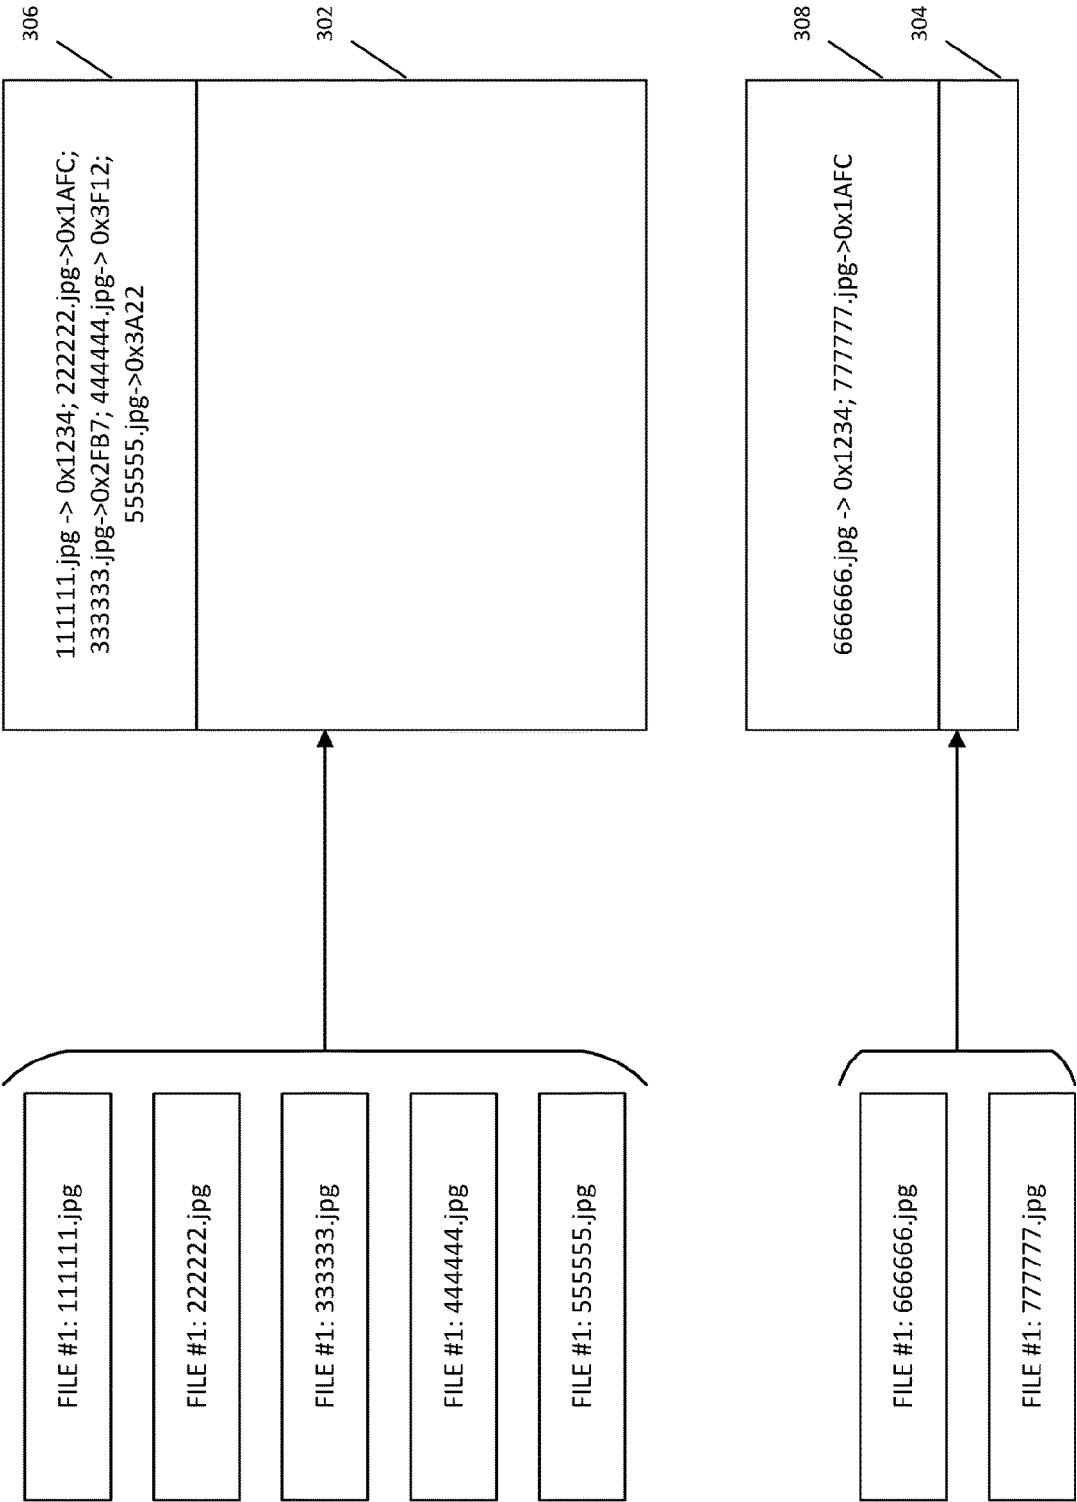 306
302
111111.jpg -> 0x1234; 222222.jpg->0x1AFC;
333333.jpg->0x2FB7; 444444.jpg-> 0x3F12;
555555.jpg->0x3A22
FILE #1: 111111.jpg
FILE #1: 222222.jpg
FILE #1: 333333.jpg
FILE #1: 444444.jpg
FILE #1: 555555.jpg
308
304
666666.jpg -> 0x1234; 777777.jpg->0x1AFC
FILE #1: 666666.jpg
FILE #1: 777777.jpg